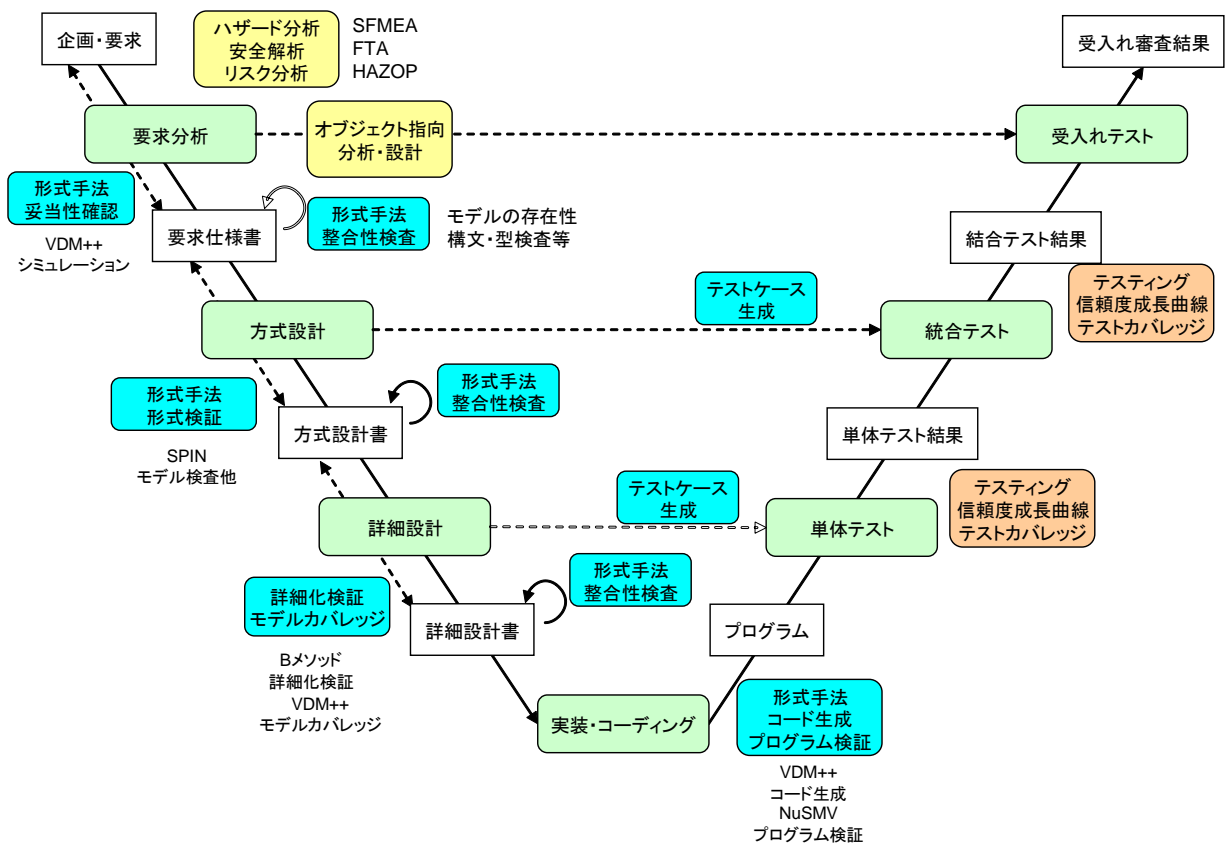 企画・要求
ハザード分析
安全解析
リスク分析
SFMEA
FTA
HAZOP
受入れ審査結果
要求分析
オブジェクト指向
分析・設計
受入れテスト
形式手法
妥当性確認
VDM++
シミュレーション
要求仕様書
形式手法
整合性検査
モデルの存在性
構文・型検査等
結合テスト結果
テスティング
信頼度成長曲線
テストカバレッジ
方式設計
テストケース
生成
統合テスト
形式手法
形式検証
SPIN
モデル検査他
方式設計書
形式手法
整合性検査
単体テスト結果
テスティング
信頼度成長曲線
テストカバレッジ
詳細設計
テストケース
生成
単体テスト
詳細化検証
モデルカバレッジ
Bメソッド
詳細化検証
VDM++
モデルカバレッジ
詳細設計書
形式手法
整合性検査
プログラム
実装・コーディング
形式手法
コード生成
プログラム検証
VDM++
コード生成
NuSMV
プログラム検証